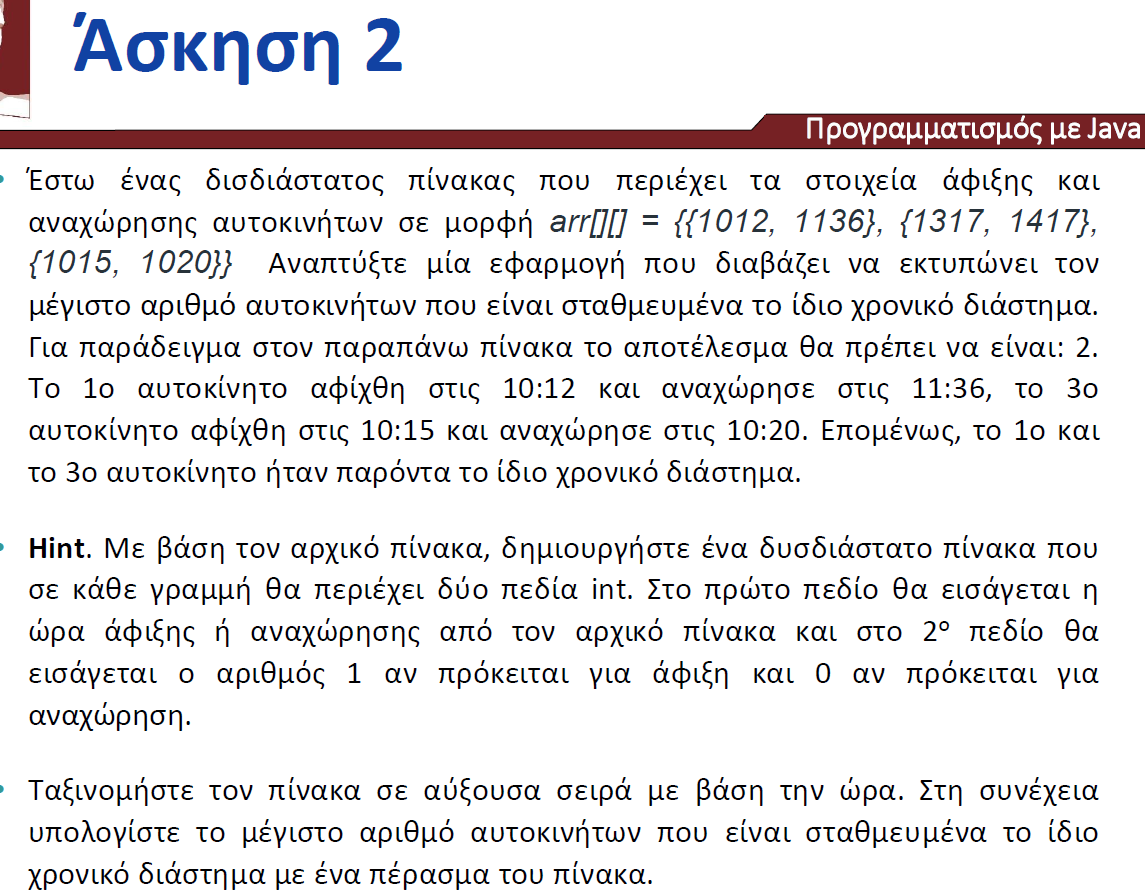 Άσκηση 2
Προγραμματισμός με Java
• Έστω ένας δισδιάστατος πίνακας που περιέχει τα στοιχεία άφιξης και
αναχώρησης αυτοκινήτων σε μορφή arr[][] = {{1012, 1136}, {1317, 1417},
{1015, 1020}} Αναπτύξτε μία εφαρμογή που διαβάζει να εκτυπώνει τον
μέγιστο αριθμό αυτοκινήτων που είναι σταθμευμένα το ίδιο χρονικό διάστημα.
Για παράδειγμα στον παραπάνω πίνακα το αποτέλεσμα θα πρέπει να είναι: 2.
Το 1ο αυτοκίνητο αφίχθη στις 10:12 και αναχώρησε στις 11:36, το 3ο
αυτοκίνητο αφίχθη στις 10:15 και αναχώρησε στις 10:20. Επομένως, το 1ο και
το 3ο αυτοκίνητο ήταν παρόντα το ίδιο χρονικό διάστημα.
• Hint. Με βάση τον αρχικό πίνακα, δημιουργήστε ένα δυσδιάστατο πίνακα που
σε κάθε γραμμή θα περιέχει δύο πεδία int. Στο πρώτο πεδίο θα εισάγεται η
ώρα άφιξης ή αναχώρησης από τον αρχικό πίνακα και στο 2ο πεδίο θα
εισάγεται ο αριθμός 1 αν πρόκειται για άφιξη και 0 αν πρόκειται για
αναχώρηση.
• Ταξινομήστε τον πίνακα σε αύξουσα σειρά με βάση την ώρα. Στη συνέχεια
υπολογίστε το μέγιστο αριθμό αυτοκινήτων που είναι σταθμευμένα το ίδιο
χρονικό διάστημα με ένα πέρασμα του πίνακα.